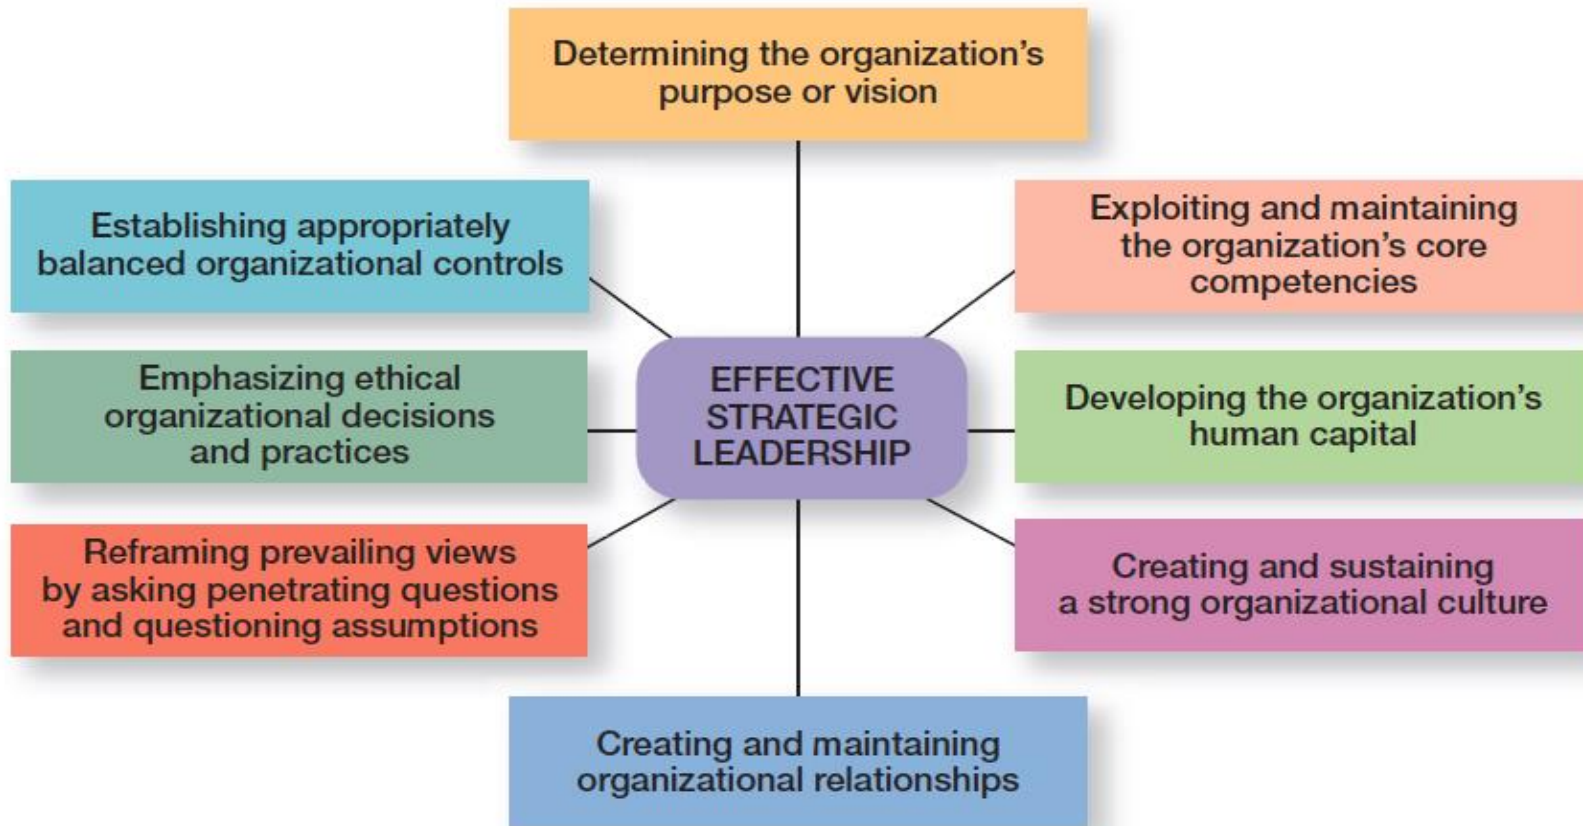 Determining the organization's
purpose or vision
Establishing appropriately
balanced organizational controls
Exploiting and maintaining
the organization's core
competencies
Emphasizing ethical
organizational decisions
and practices
EFFECTIVE
STRATEGIC
LEADERSHIP
Developing the organization's
human capital
Reframing prevailing views
by asking penetrating questions
and questioning assumptions
Creating and sustaining
a strong organizational culture
Creating and maintaining
organizational relationships